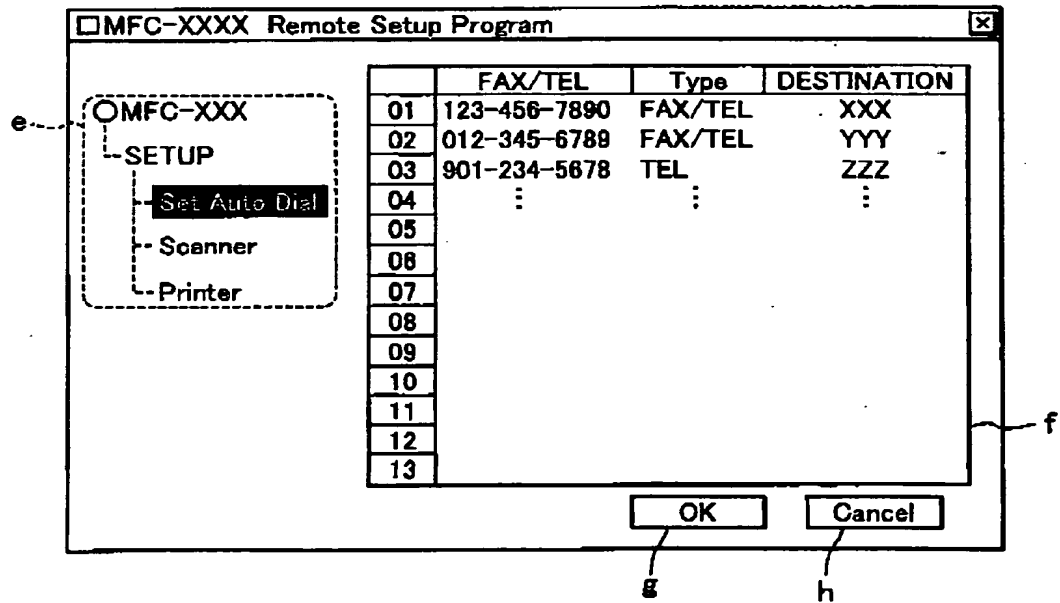 MFC-XXXX Remote Setup Program
FAX/TEL Type DESTINATION
e
MFC-XXX
SETUP
Set Auto Dial
Scanner
Printer
01 123-456-7890 FAX/TEL XXX
02 012-345-6789 FAX/TEL YYY
03 901-234-5678 TEL ZZZ
04 ⋮ ⋮ ⋮
05
06
07
08
09
10
11
12
13
f
OK Cancel
g h